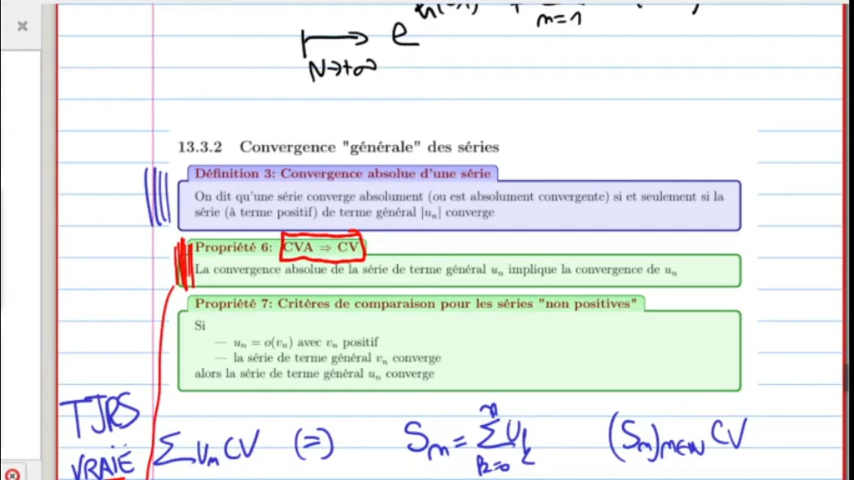 m=1
e
N→+∞
13.3.2 Convergence "générale" des séries
Définition 3: Convergence absolue d'une série
On dit qu'une série converge absolument (ou est absolument convergente) si et seulement si la
série (à terme positif) de terme général |uₙ| converge
Propriété 6: CVA ⇒ CV
La convergence absolue de la série de terme général uₙ implique la convergence de uₙ
Propriété 7: Critères de comparaison pour les séries "non positives"
Si
— uₙ = o(vₙ) avec vₙ positif
— la série de terme général vₙ converge
alors la série de terme général uₙ converge
TJRS
VRAIE
∑ Uₙ CV (=) Sₙ = ∑ U (Sₙ)ₙ∈ℕ CV
n
k=0